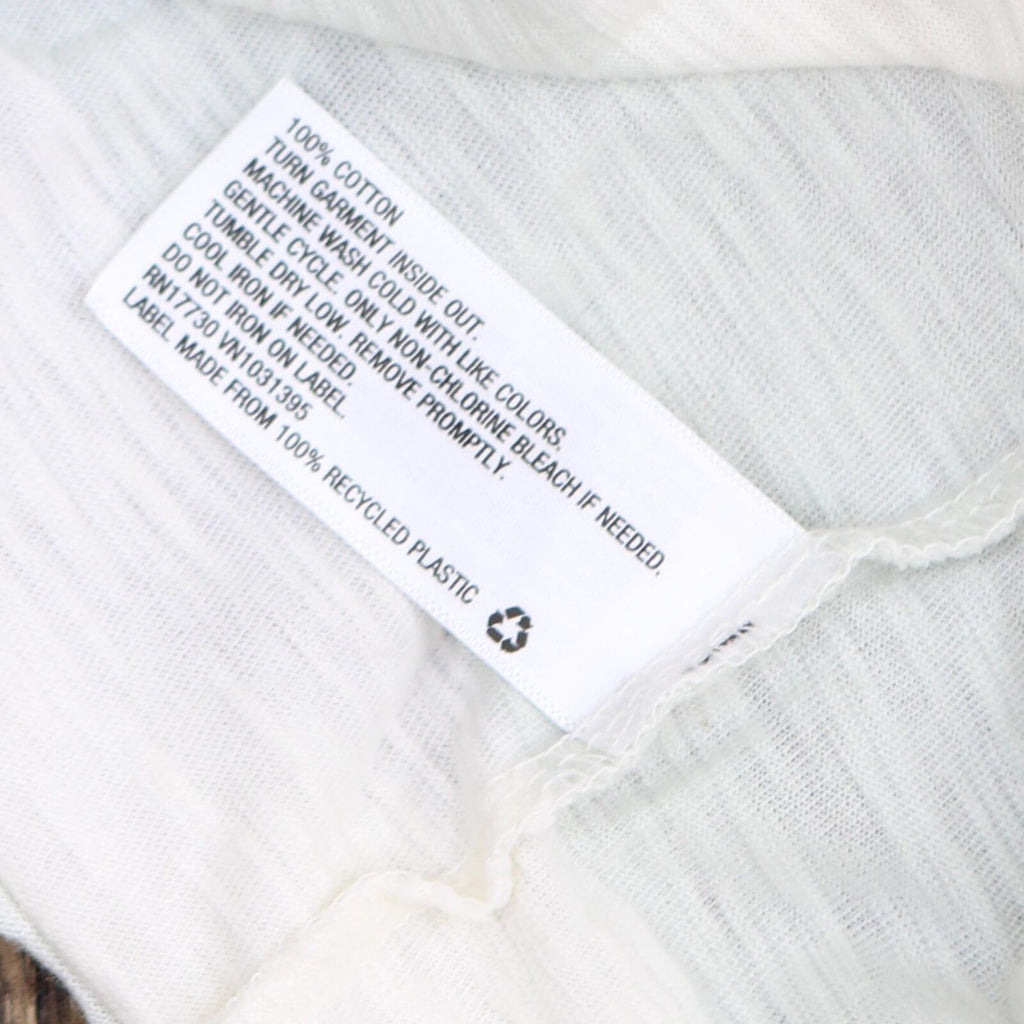 100% COTTON
TURN GARMENT INSIDE OUT.
MACHINE WASH COLD WITH LIKE COLORS,
GENTLE CYCLE. ONLY NON-CHLORINE BLEACH IF NEEDED.
TUMBLE DRY LOW. REMOVE PROMPTLY.
COOL IRON IF NEEDED.
DO NOT IRON ON LABEL.
RN17730 VN1031395
LABEL MADE FROM 100% RECYCLED PLASTIC